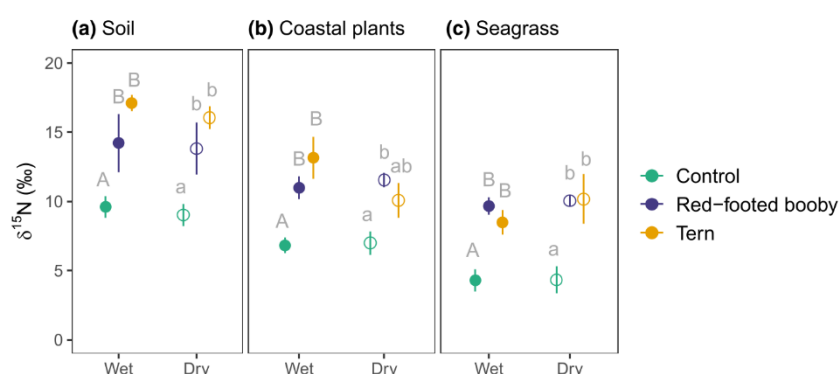 (a) Soil
(b) Coastal plants
(c) Seagrass
20
15
10
5
0
δ¹⁵N (‰)
A B B a b b
A B B a b ab
A B B a b b
Wet Dry
Wet Dry
Wet Dry
Control
Red−footed booby
Tern